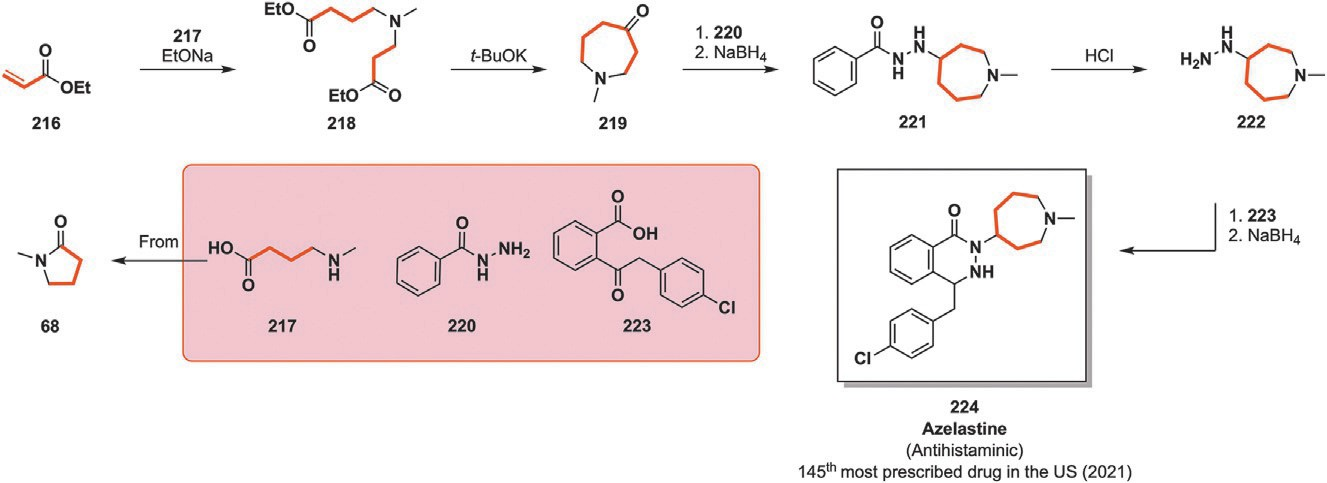 EtO
O
N
O
EtO
O
OEt
216
217
EtONa
218
t-BuOK
O
N
219
1. 220
2. NaBH4
O
H
N
N
H
N
221
HCl
H
N
H2N
N
222
O
N
68
From
HO
O
NH
217
O
NH2
N
H
220
O
OH
O
Cl
223
O
N
N
NH
Cl
1. 223
2. NaBH4
224
Azelastine
(Antihistaminic)
145th most prescribed drug in the US (2021)